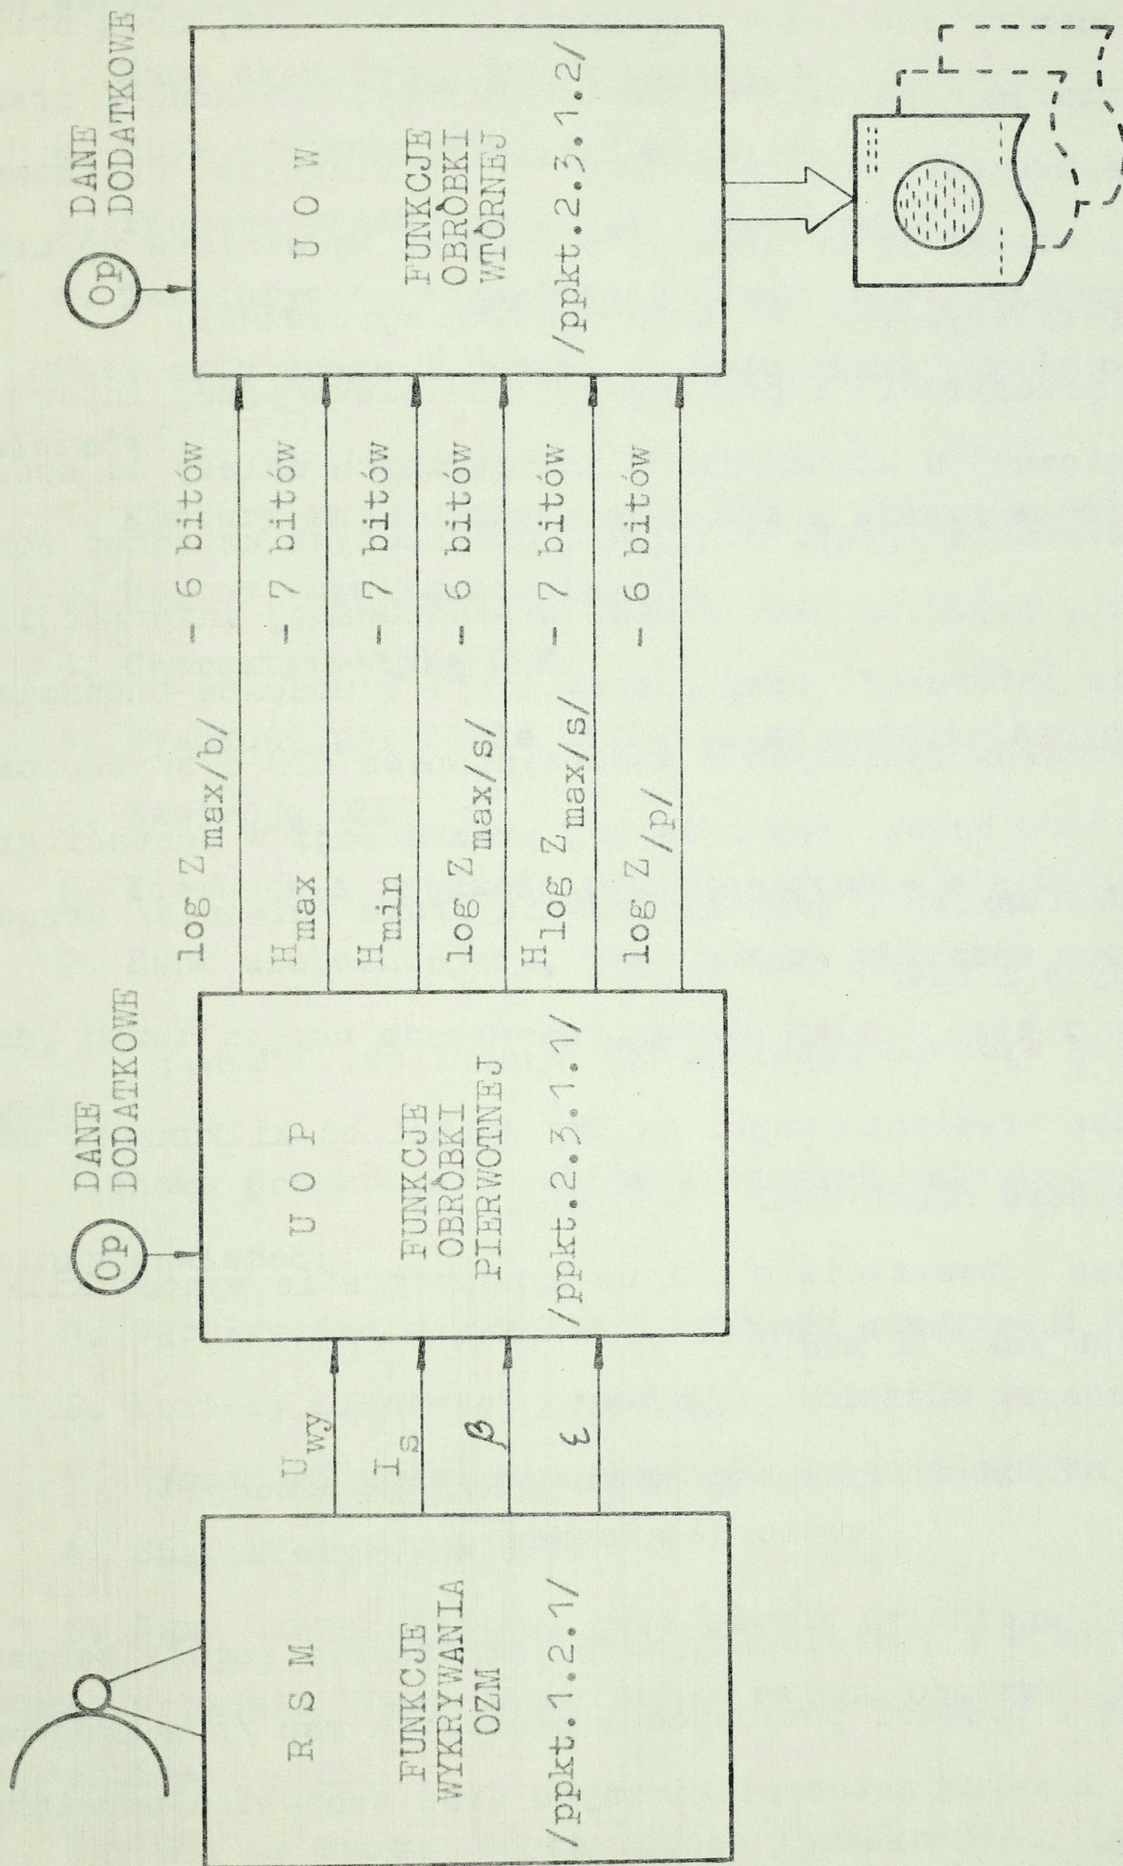 R S M
FUNKCJE
WYKRYWANIA
OZM
/ppkt.1.2.1/
U wy
I s
β
ε
Op
DANE
DODATKOWE
U O P
FUNKCJE
OBRÓBKI
PIERWOTNEJ
/ppkt.2.3.1.1/
log Z max/b/ - 6 bitów
H max - 7 bitów
H min - 7 bitów
log Z max/s/ - 6 bitów
H log Z max/s/ - 7 bitów
log Z /p/ - 6 bitów
Op
DANE
DODATKOWE
U O W
FUNKCJE
OBRÓBKI
WTÓRNEJ
/ppkt.2.3.1.2/